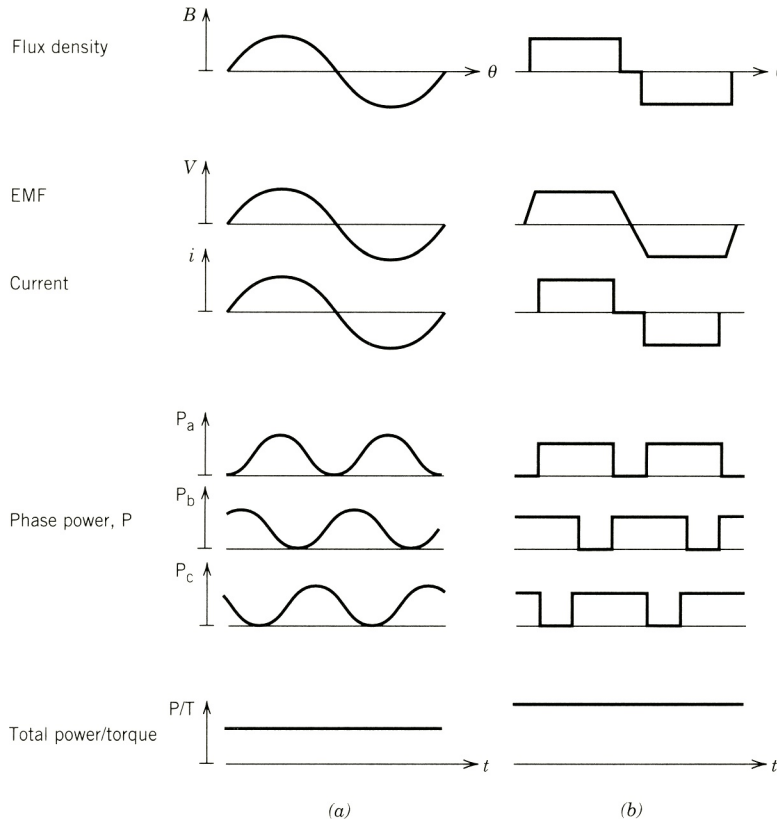 B
Flux density
θ
V
EMF
i
Current
Pa
Pb
Phase power, P
Pc
P/T
Total power/torque
t
t
(a)
(b)